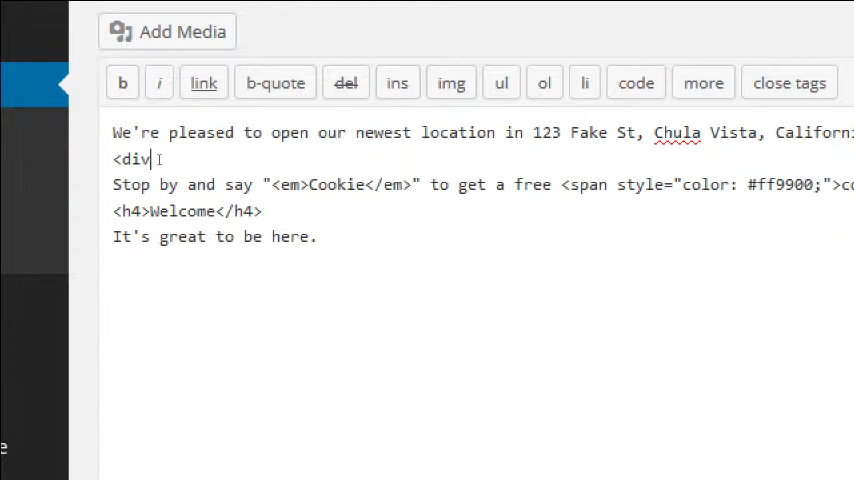 Add Media
b i link b-quote del ins img ul ol li code more close tags
We're pleased to open our newest location in 123 Fake St, Chula Vista, Californi
<div
Stop by and say "<em>Cookie</em>" to get a free <span style="color: #ff9900;">co
<h4>Welcome</h4>
It's great to be here.
e